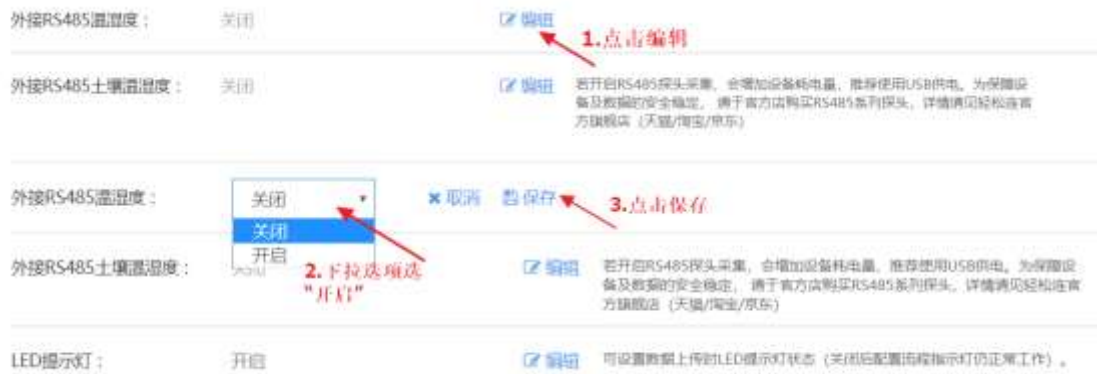 外接RS485温湿度： 关闭 编辑
1.点击编辑
外接RS485土壤温湿度： 关闭 编辑 若开启RS485探头采集，会增加设备耗电量，推荐使用USB供电。为保障设
备及数据的安全稳定， 请于官方店购买RS485系列探头，详情请见轻松连官
方旗舰店（天猫/淘宝/京东）
外接RS485温湿度： 关闭 取消 保存
3.点击保存
关闭
开启
2.下拉选项选
"开启"
外接RS485土壤温湿度： 关闭 编辑 若开启RS485探头采集，会增加设备耗电量，推荐使用USB供电。为保障设
备及数据的安全稳定， 请于官方店购买RS485系列探头，详情请见轻松连官
方旗舰店（天猫/淘宝/京东）
LED提示灯： 开启 编辑 可设置数据上传时LED提示灯状态（关闭后配置流程指示灯仍正常工作）。